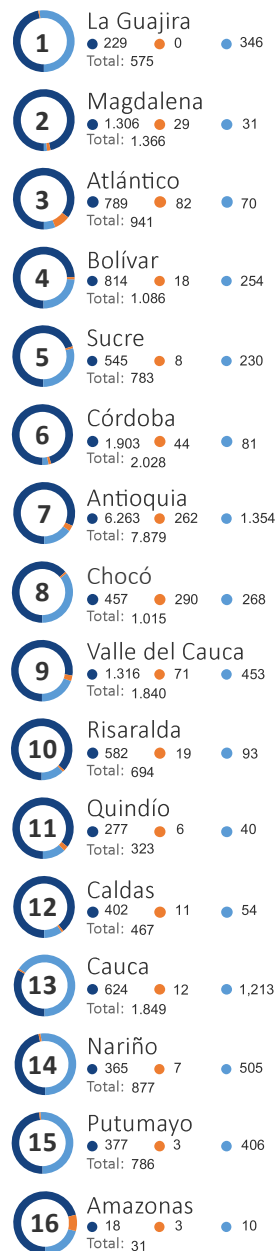 1
La Guajira
229 0 346
Total: 575
2
Magdalena
1.306 29 31
Total: 1.366
3
Atlántico
789 82 70
Total: 941
4
Bolívar
814 18 254
Total: 1.086
5
Sucre
545 8 230
Total: 783
6
Córdoba
1.903 44 81
Total: 2.028
7
Antioquia
6.263 262 1.354
Total: 7.879
8
Chocó
457 290 268
Total: 1.015
9
Valle del Cauca
1.316 71 453
Total: 1.840
10
Risaralda
582 19 93
Total: 694
11
Quindío
277 6 40
Total: 323
12
Caldas
402 11 54
Total: 467
13
Cauca
624 12 1,213
Total: 1.849
14
Nariño
365 7 505
Total: 877
15
Putumayo
377 3 406
Total: 786
16
Amazonas
18 3 10
Total: 31